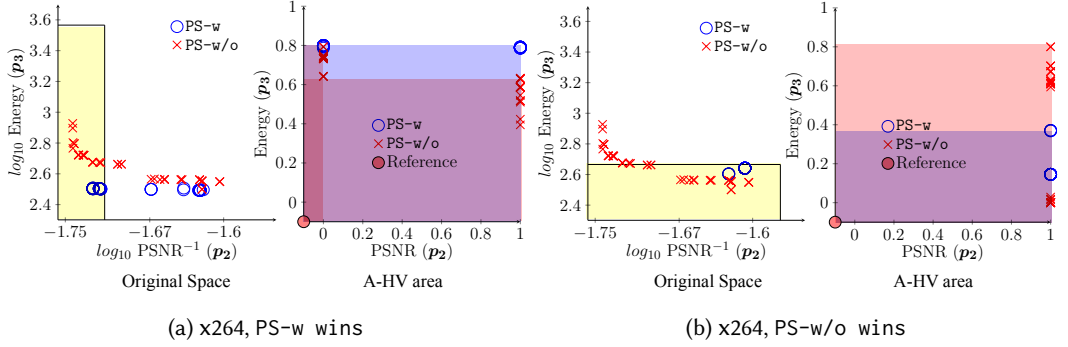 3.6
3.4
3.2
3.0
2.8
2.6
2.4
log₁₀ Energy (p₃)
-1.75
-1.67
-1.6
log₁₀ PSNR⁻¹ (p₂)
PS-w
PS-w/o
Original Space
1
0.8
0.6
0.4
0.2
0
Energy (p₃)
0
0.2
0.4
0.6
0.8
1
PSNR (p₂)
PS-w
PS-w/o
Reference
A-HV area
(a) x264, PS-w wins
3.6
3.4
3.2
3.0
2.8
2.6
2.4
log₁₀ Energy (p₃)
-1.75
-1.67
-1.6
log₁₀ PSNR⁻¹ (p₂)
PS-w
PS-w/o
Original Space
1
0.8
0.6
0.4
0.2
0
Energy (p₃)
0
0.2
0.4
0.6
0.8
1
PSNR (p₂)
PS-w
PS-w/o
Reference
A-HV area
(b) x264, PS-w/o wins